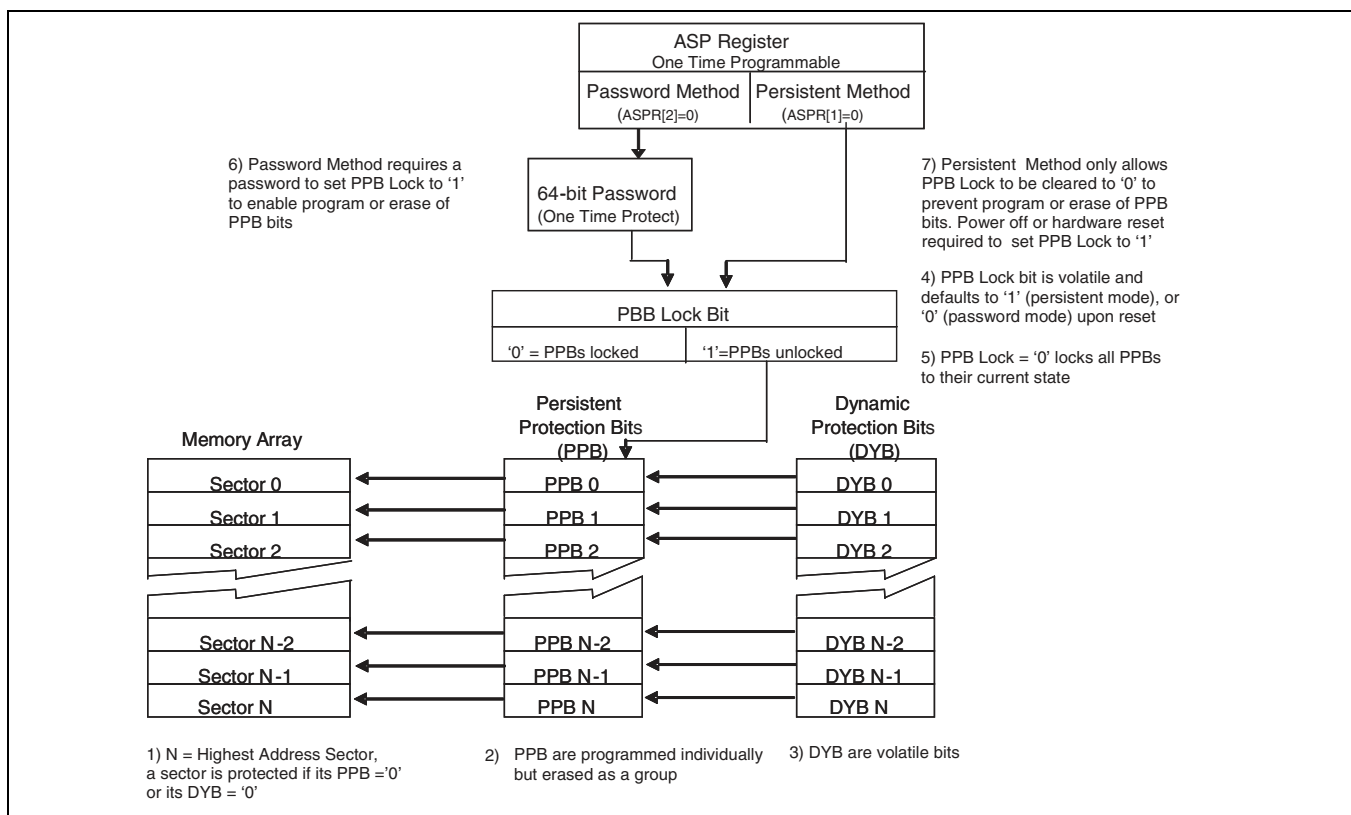 ASP Register
One Time Programmable
Password Method
(ASPR[2]=0)
Persistent Method
(ASPR[1]=0)
6) Password Method requires a
password to set PPB Lock to ‘1’
to enable program or erase of
PPB bits
64-bit Password
(One Time Protect)
7) Persistent Method only allows
PPB Lock to be cleared to ‘0’ to
prevent program or erase of PPB
bits. Power off or hardware reset
required to set PPB Lock to ‘1’
4) PPB Lock bit is volatile and
defaults to ‘1’ (persistent mode), or
‘0’ (password mode) upon reset
5) PPB Lock = ‘0’ locks all PPBs
to their current state
PBB Lock Bit
‘0’ = PPBs locked
‘1’=PPBs unlocked
Memory Array
Persistent
Protection Bits
(PPB)
Dynamic
Protection Bits
(DYB)
Sector 0
PPB 0
DYB 0
Sector 1
PPB 1
DYB 1
Sector 2
PPB 2
DYB 2
Sector N-2
PPB N-2
DYB N-2
Sector N-1
PPB N-1
DYB N-1
Sector N
PPB N
DYB N
1) N = Highest Address Sector,
a sector is protected if its PPB =‘0’
or its DYB = ‘0’
2) PPB are programmed individually
but erased as a group
3) DYB are volatile bits